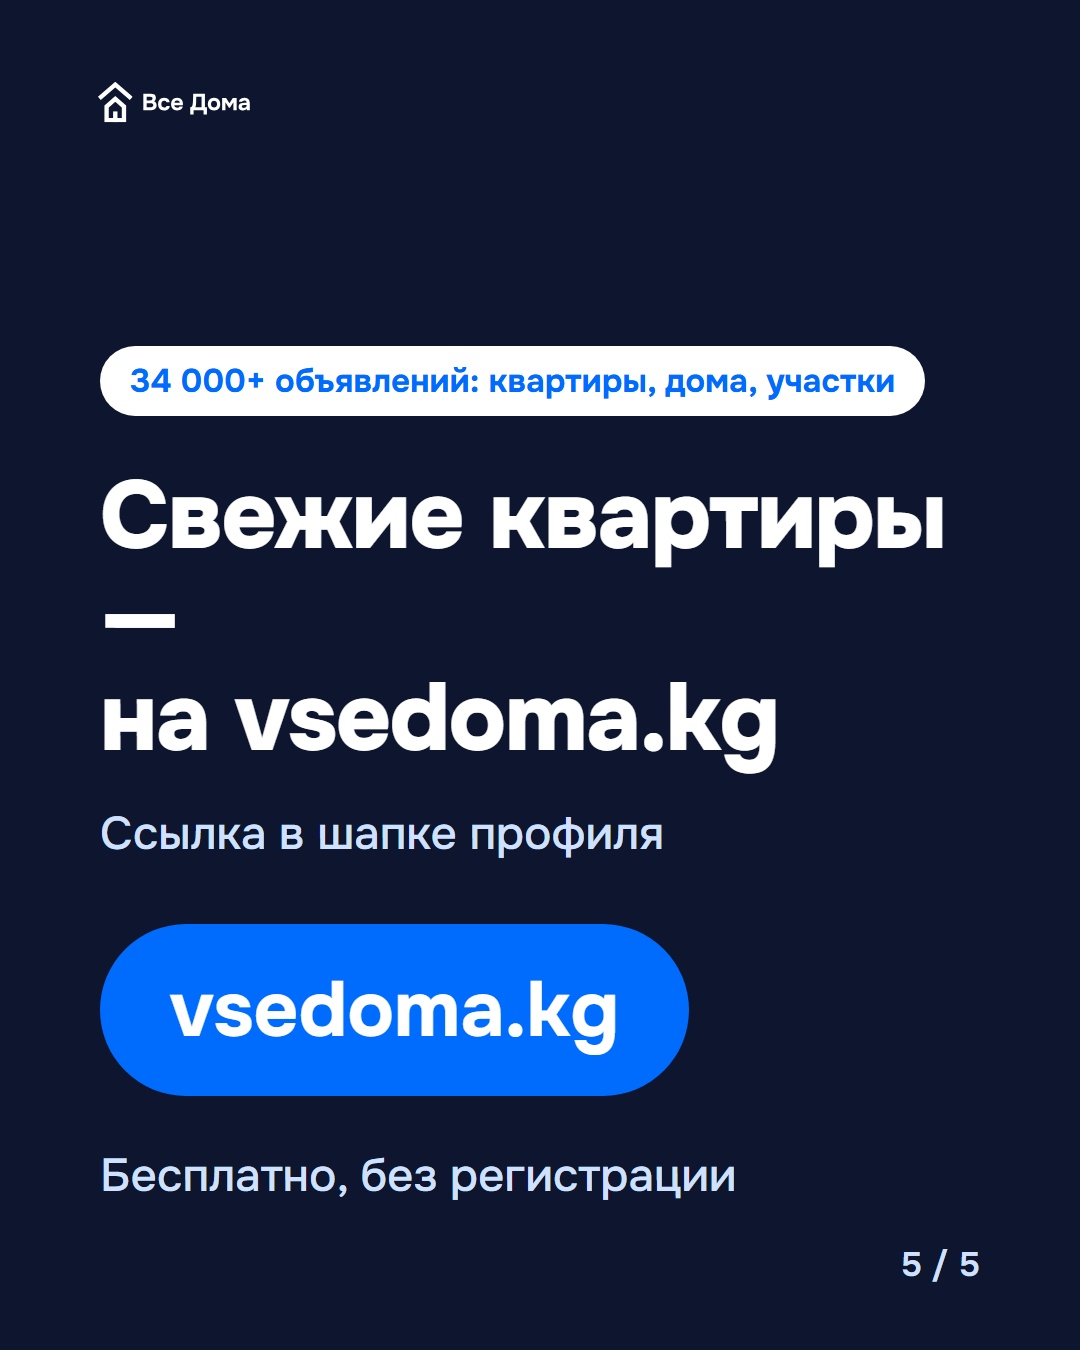 Все Дома
34 000+ объявлений: квартиры, дома, участки
Свежие квартиры
—
на vsedoma.kg
Ссылка в шапке профиля
vsedoma.kg
Бесплатно, без регистрации
5 / 5